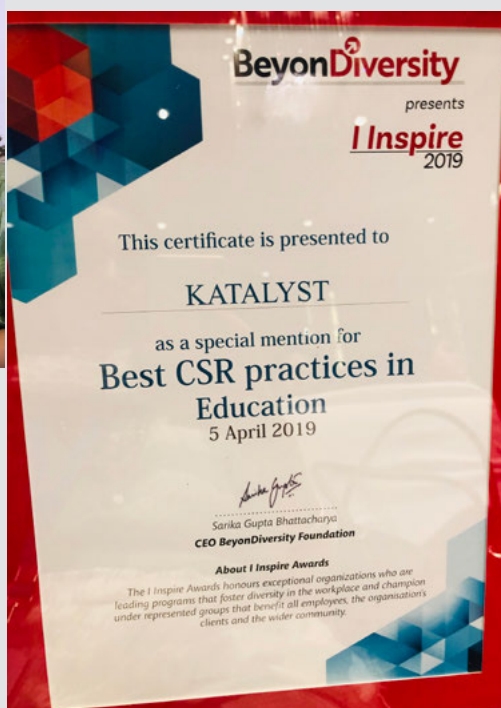 BeyonDiversity
presents
I Inspire
2019
This certificate is presented to
KATALYST
as a special mention for
Best CSR practices in
Education
5 April 2019
Sarika Gupta
Sarika Gupta Bhattacharya
CEO BeyonDiversity Foundation
About I Inspire Awards
The I Inspire Awards honours exceptional organizations who are
leading programs that foster diversity in the workplace and champion
under represented groups that benefit all employees, the organisation's
clients and the wider community.